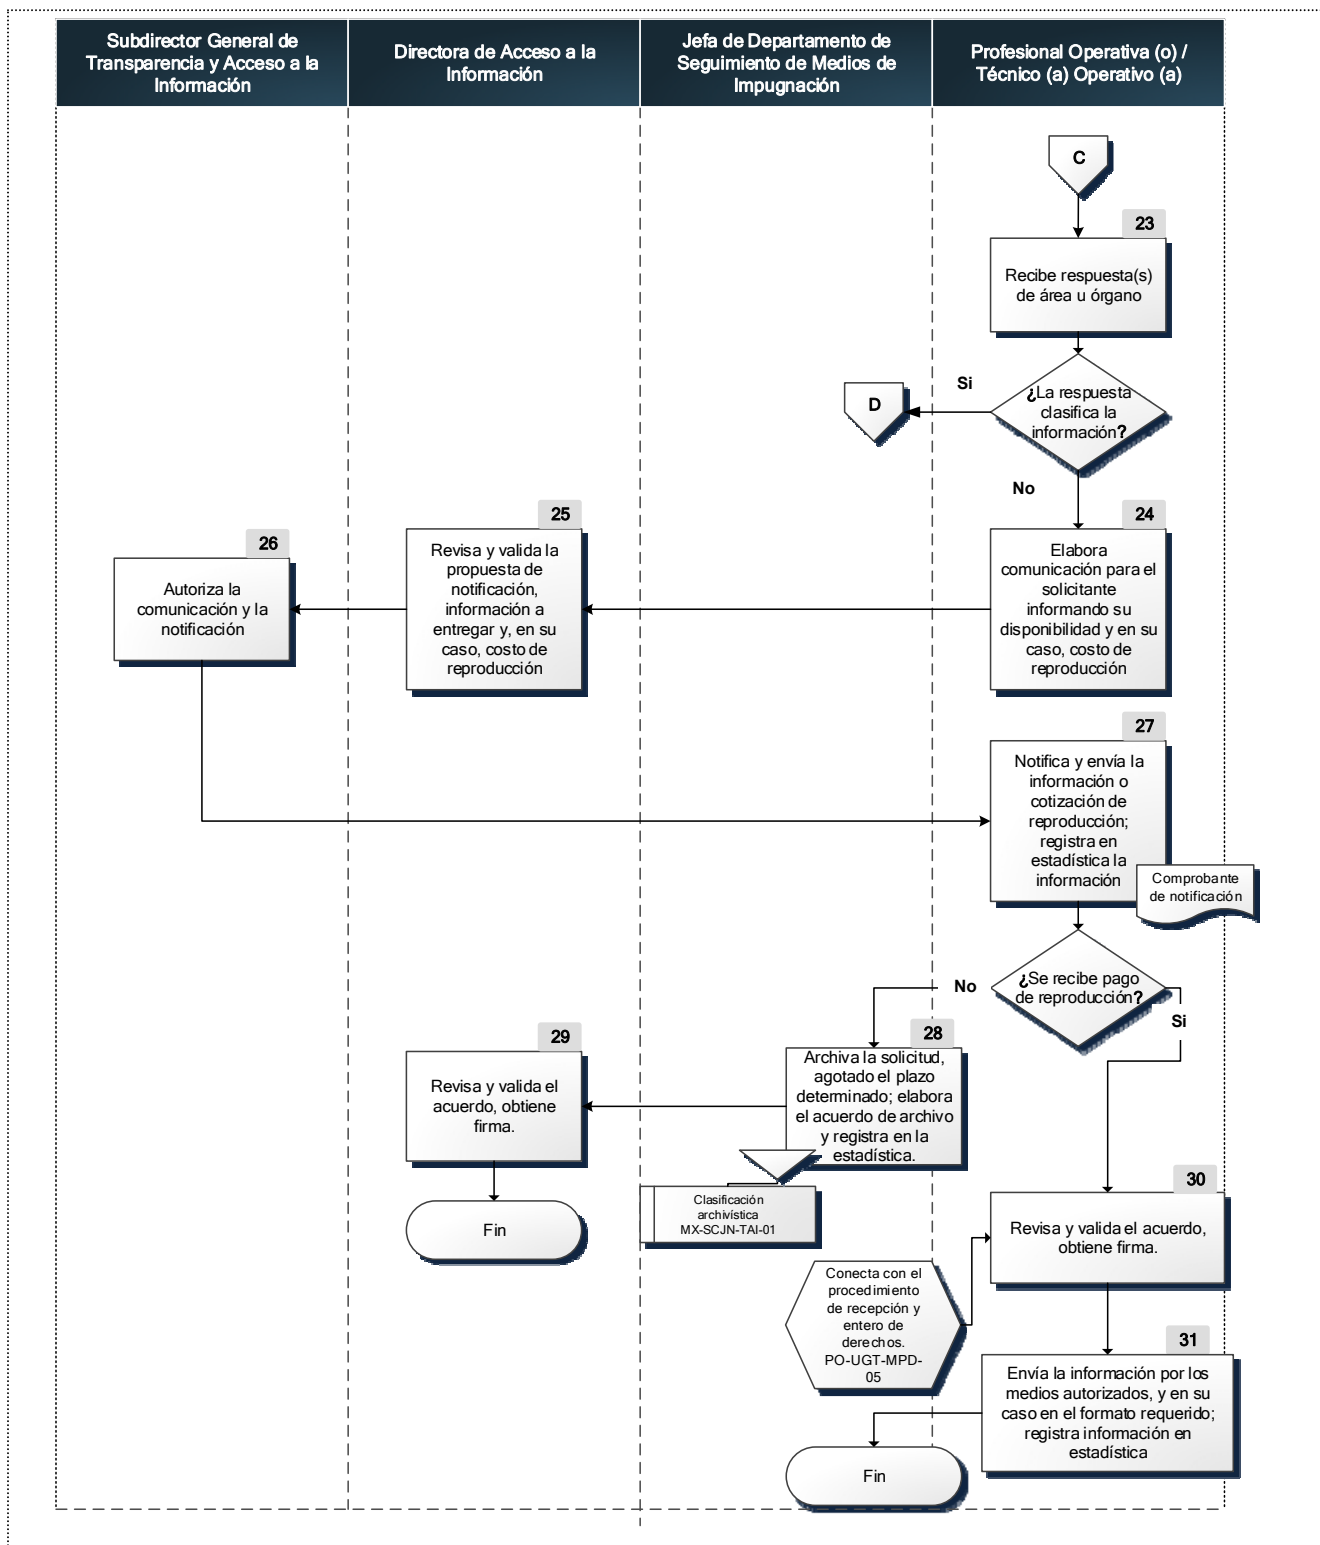 Subdirector General de
Transparencia y Acceso a la
Información
Directora de Acceso a la
Información
Jefa de Departamento de
Seguimiento de Medios de
Impugnación
Profesional Operativa (o) /
Técnico (a) Operativo (a)
C
23
Recibe respuesta(s)
de área u órgano
¿La respuesta
clasifica la
información?
Si
D
No
24
Elabora
comunicación para el
solicitante
informando su
disponibilidad y en su
caso, costo de
reproducción
25
Revisa y valida la
propuesta de
notificación,
información a
entregar y, en su
caso, costo de
reproducción
26
Autoriza la
comunicación y la
notificación
27
Notifica y envía la
información o
cotización de
reproducción;
registra en
estadística la
información
Comprobante
de notificación
¿Se recibe pago
de reproducción?
No
Si
28
Archiva la solicitud,
agotado el plazo
determinado; elabora
el acuerdo de archivo
y registra en la
estadística.
Clasificación
archivística
MX-SCJN-TAI-01
29
Revisa y valida el
acuerdo, obtiene
firma.
Fin
30
Revisa y valida el acuerdo,
obtiene firma.
Conecta con el
procedimiento
de recepción y
entero de
derechos.
PO-UGT-MPD-
05
31
Envía la información por los
medios autorizados, y en su
caso en el formato requerido;
registra información en
estadística
Fin